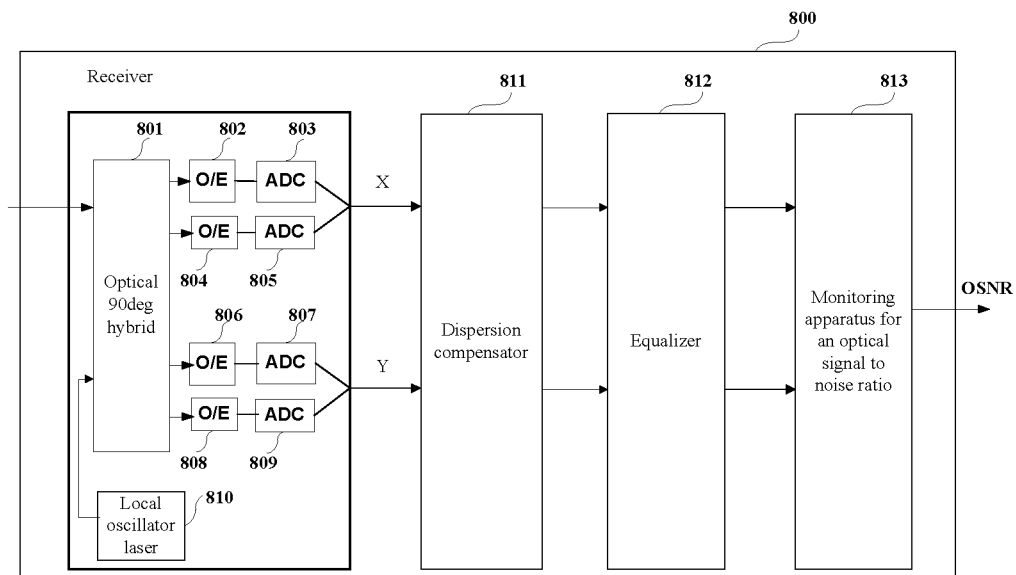 800
Receiver
811
812
813
801
802
803
O/E
ADC
X
O/E
ADC
804
805
Optical
90deg
hybrid
OSNR
806
807
Dispersion
compensator
Equalizer
Monitoring
apparatus for
an optical
signal to
noise ratio
O/E
ADC
Y
O/E
ADC
808
809
810
Local
oscillator
laser